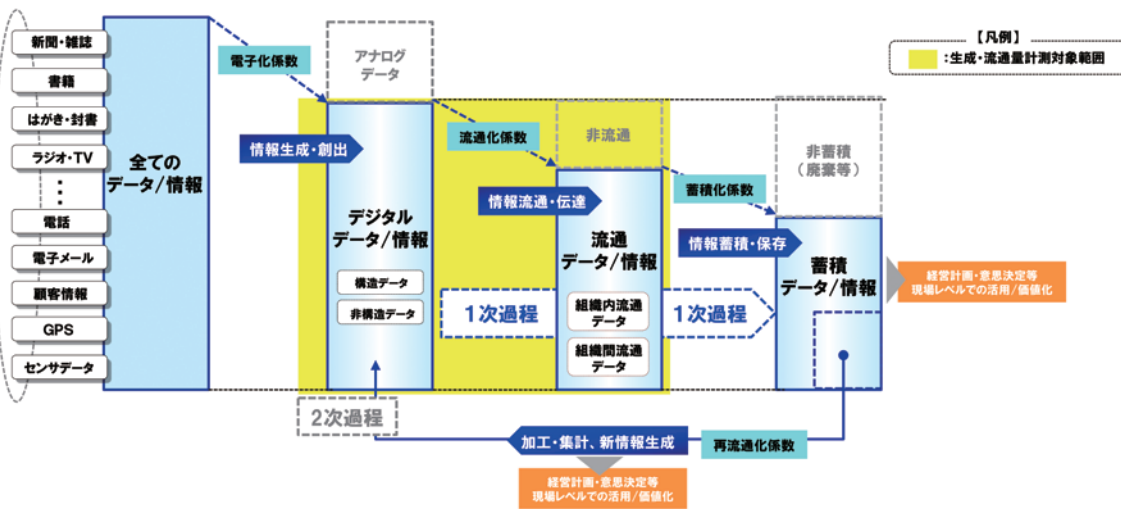 新聞・雑誌
書籍
はがき・封書
ラジオ・TV
電話
電子メール
顧客情報
GPS
センサデータ
全ての
データ/情報
電子化係数
アナログ
データ
情報生成・創出
デジタル
データ/情報
構造データ
非構造データ
流通化係数
非流通
情報流通・伝達
流通
データ/情報
組織内流通
データ
組織間流通
データ
1次過程
1次過程
蓄積化係数
非蓄積
（廃棄等）
情報蓄積・保存
蓄積
データ/情報
【凡例】
：生成・流通量計測対象範囲
経営計画・意思決定等
現場レベルでの活用/価値化
2次過程
加工・集計、新情報生成
再流通化係数
経営計画・意思決定等
現場レベルでの活用/価値化